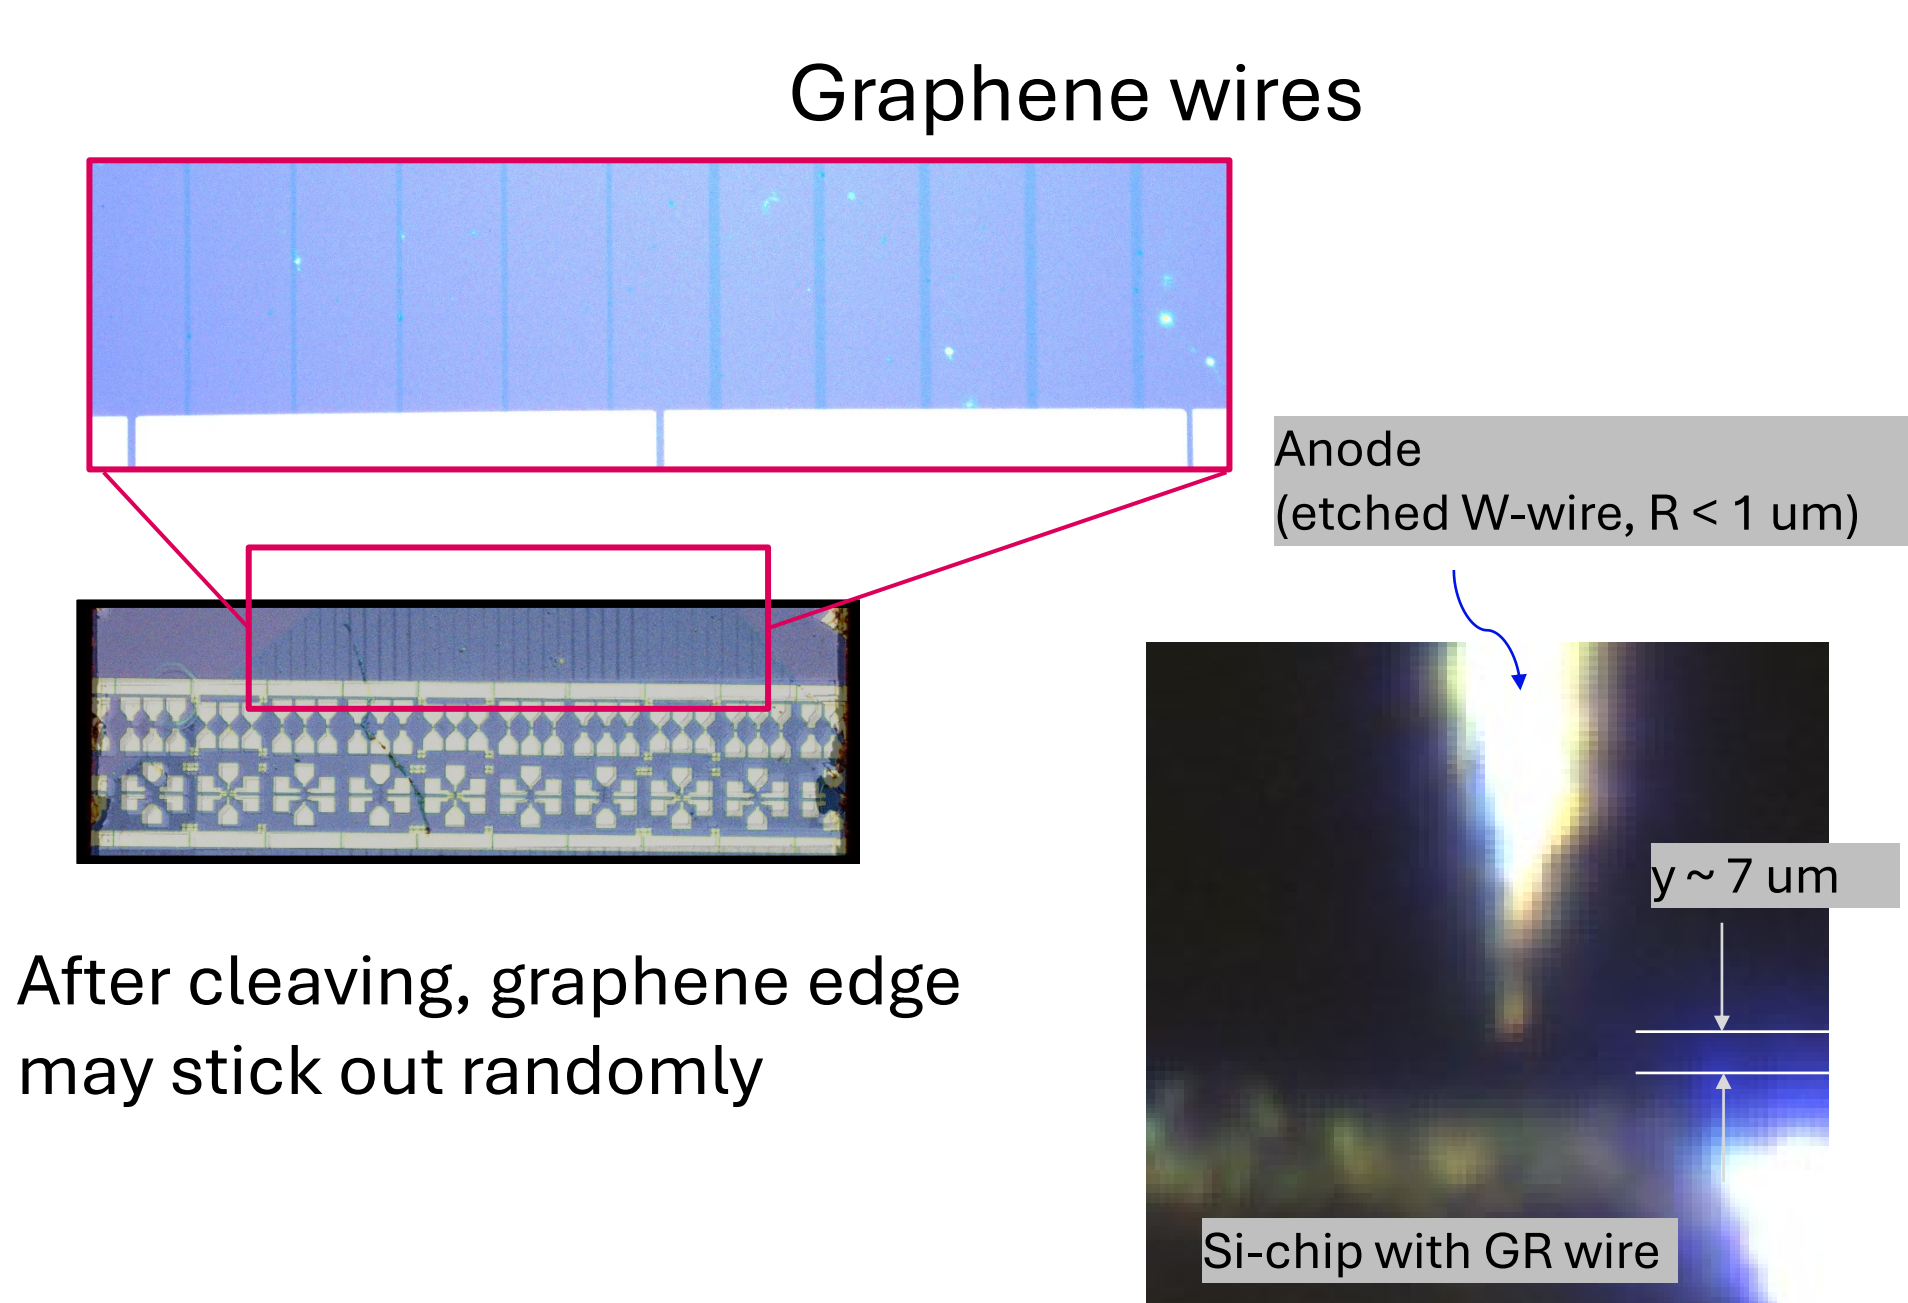 Graphene wires
Anode
(etched W-wire, R < 1 um)
y ~ 7 um
After cleaving, graphene edge
may stick out randomly
Si-chip with GR wire